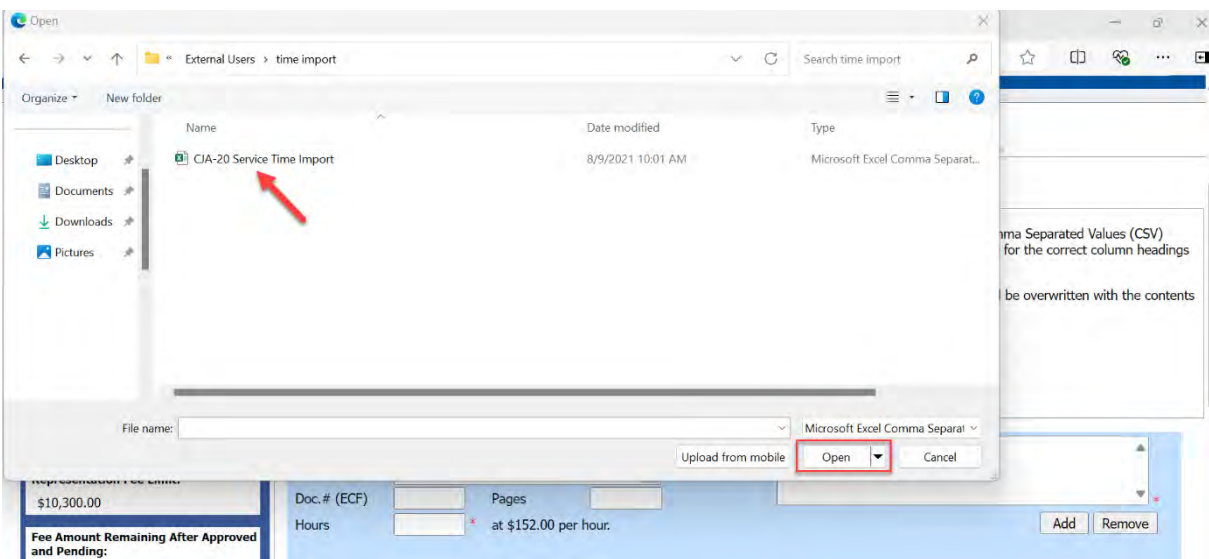 Open
« External Users > time import
Search time import
Organize
New folder
Name
Date modified
Type
Desktop
CJA-20 Service Time Import
8/9/2021 10:01 AM
Microsoft Excel Comma Separat...
Documents
Downloads
Pictures
mma Separated Values (CSV)
for the correct column headings
be overwritten with the contents
File name:
Microsoft Excel Comma Separat
Upload from mobile
Open
Cancel
Representation Fee Limit:
$10,300.00
Doc.# (ECF)
Pages
*
Hours
* at $152.00 per hour.
Add
Remove
Fee Amount Remaining After Approved
and Pending: